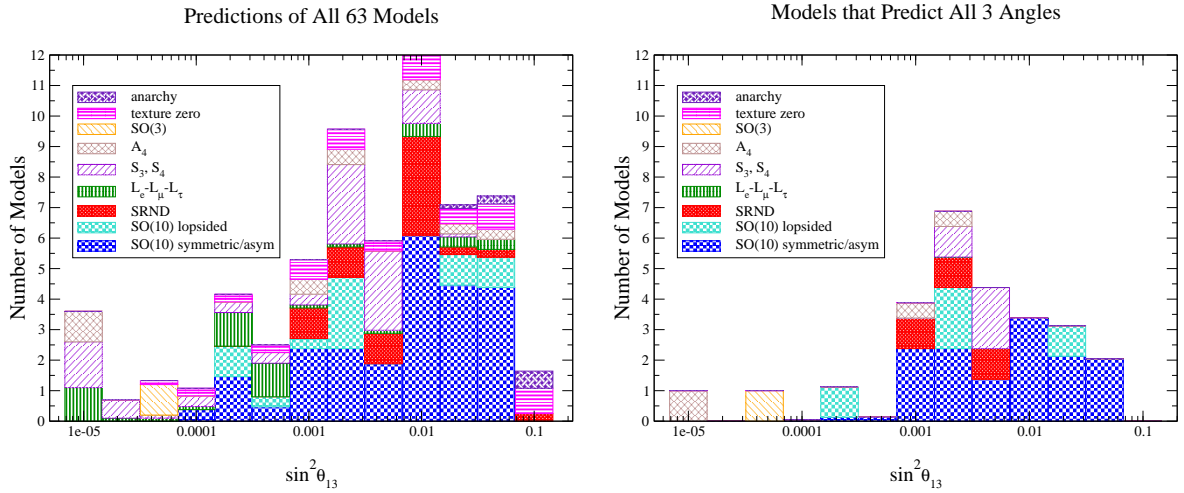 Predictions of All 63 Models
12
11
10
9
8
7
6
5
4
3
2
1
0
Number of Models
anarchy
texture zero
SO(3)
A₄
S₃, S₄
Lₑ-L_μ-L_τ
SRND
SO(10) lopsided
SO(10) symmetric/asym
1e-05 0.0001 0.001 0.01 0.1
sin²θ₁₃
Models that Predict All 3 Angles
12
11
10
9
8
7
6
5
4
3
2
1
0
Number of Models
anarchy
texture zero
SO(3)
A₄
S₃, S₄
Lₑ-L_μ-L_τ
SRND
SO(10) lopsided
SO(10) symmetric/asym
1e-05 0.0001 0.001 0.01 0.1
sin²θ₁₃